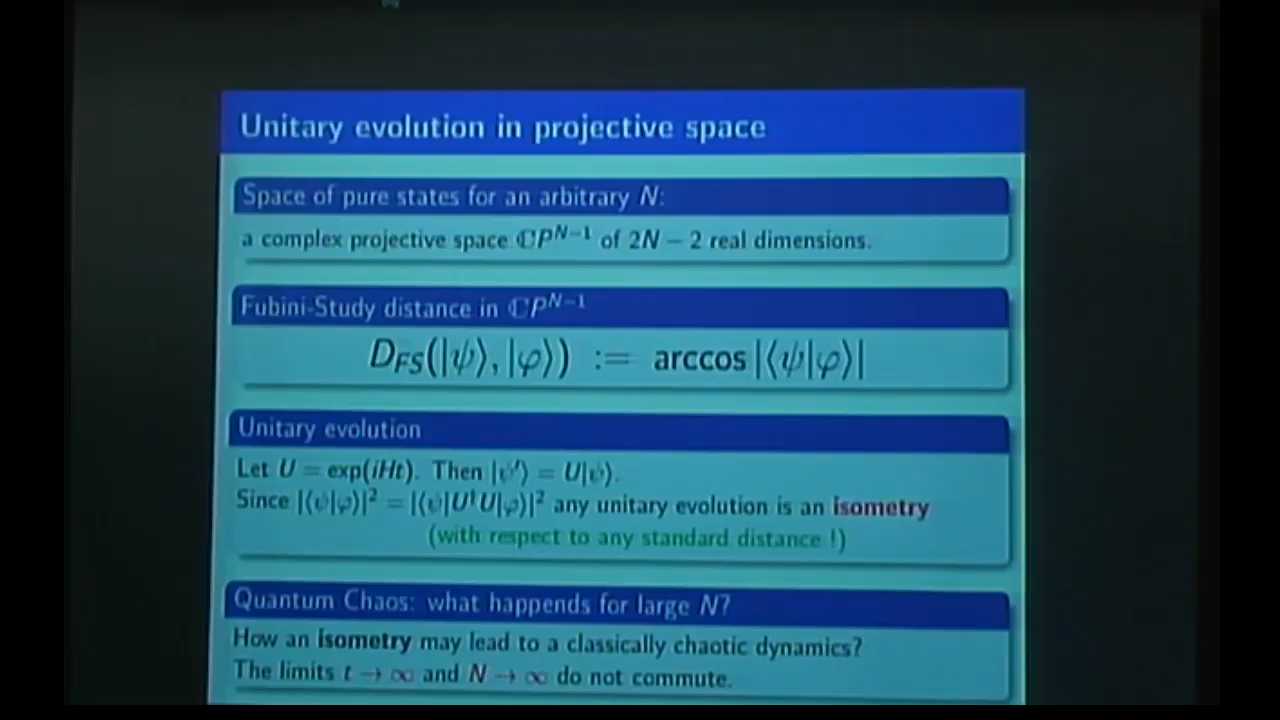 Unitary evolution in projective space
Space of pure states for an arbitrary N:
a complex projective space ℂP^{N−1} of 2N − 2 real dimensions.
Fubini-Study distance in ℂP^{N−1}
D_{FS}(|ψ⟩, |φ⟩) := arccos |⟨ψ|φ⟩|
Unitary evolution
Let U = exp(iHt). Then |ψ′⟩ = U|ψ⟩.
Since |⟨ψ|φ⟩|² = |⟨ψ|U†U|φ⟩|² any unitary evolution is an isometry
(with respect to any standard distance !)
Quantum Chaos: what happends for large N?
How an isometry may lead to a classically chaotic dynamics?
The limits t → ∞ and N → ∞ do not commute.